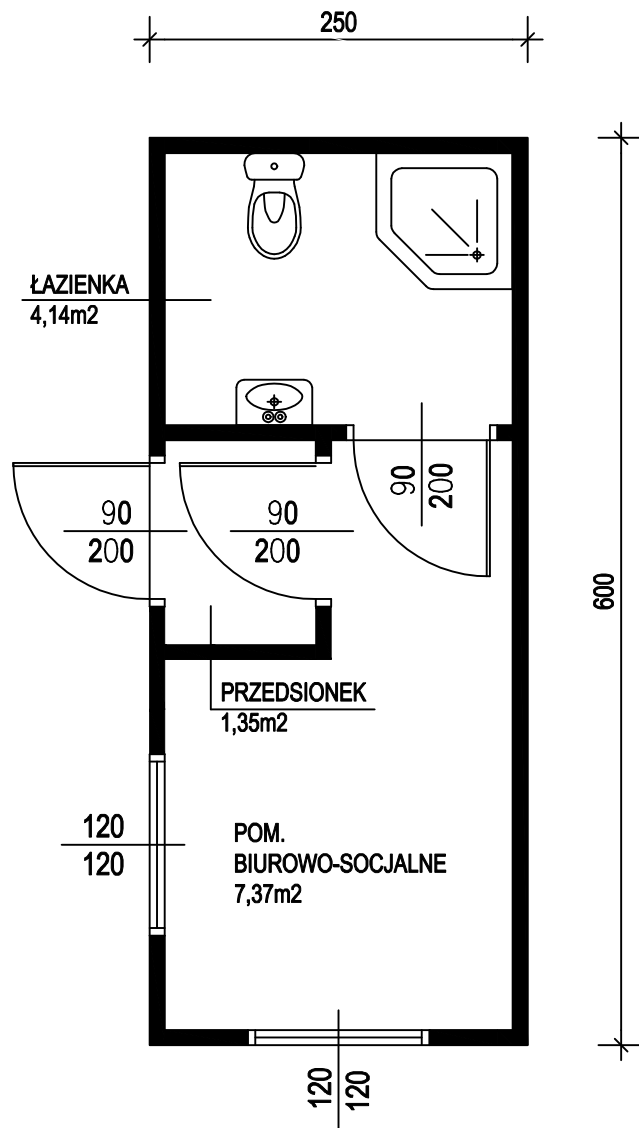 250
ŁAZIENKA
4,14m2
90
200
90
200
90
200
600
PRZEDSIONEK
1,35m2
120
120
POM.
BIUROWO-SOCJALNE
7,37m2
120
120